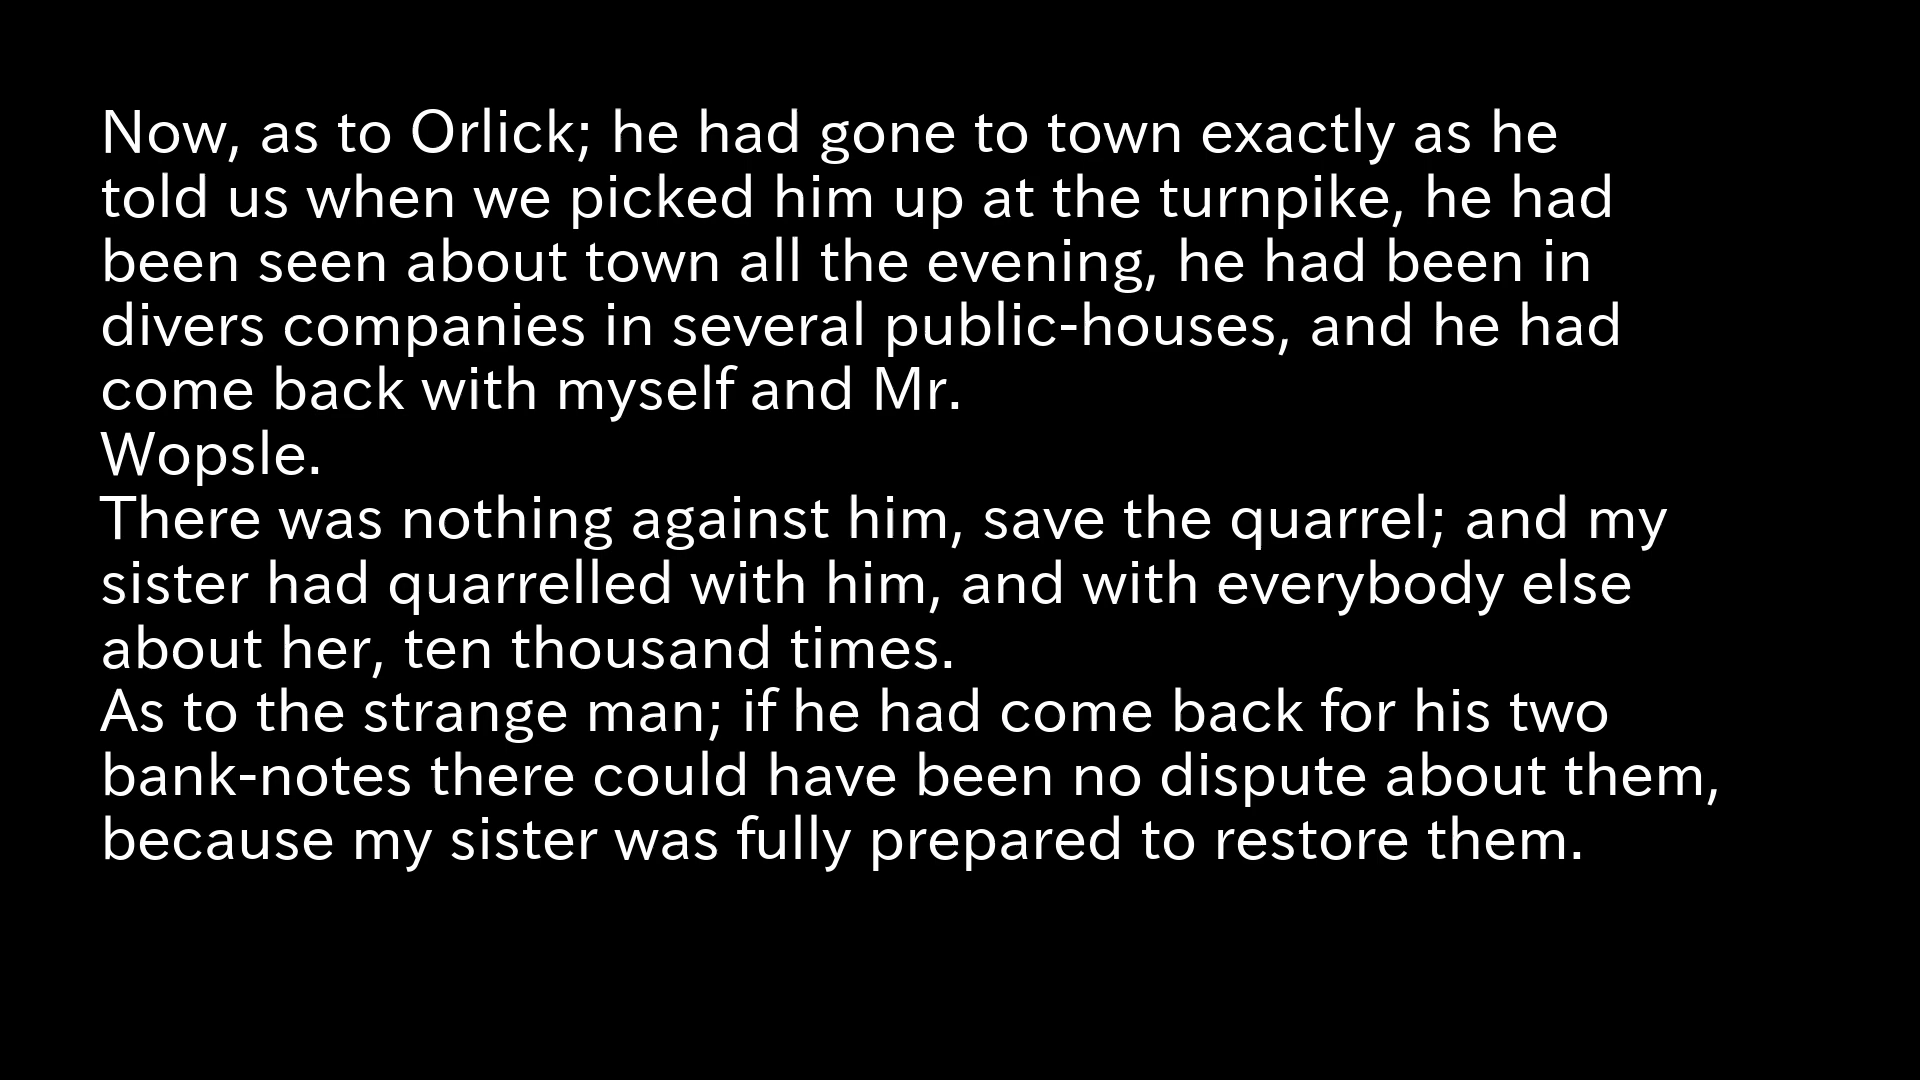 Now, as to Orlick; he had gone to town exactly as he
told us when we picked him up at the turnpike, he had
been seen about town all the evening, he had been in
divers companies in several public-houses, and he had
come back with myself and Mr.
Wopsle.
There was nothing against him, save the quarrel; and my
sister had quarrelled with him, and with everybody else
about her, ten thousand times.
As to the strange man; if he had come back for his two
bank-notes there could have been no dispute about them,
because my sister was fully prepared to restore them.